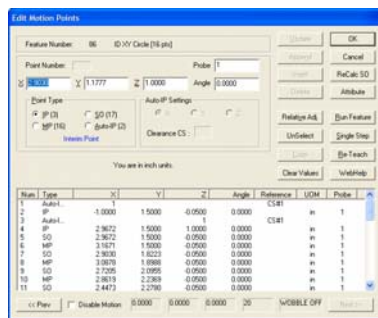 Edit Motion Points
Feature Number: 86 ID XY Circle [16 pts]
Point Number: Probe 1
X 2.9030 Y 1.1777 Z 1.0000 Angle 0.0000
Point Type
IP (3) SO (17)
MP (16) Auto-IP (2)
Interim Point
Auto-IP Settings
X Y Z
Clearance CS :
You are in inch units.
Update OK
Append Cancel
Insert ReCalc SO
Delete Attribute
Relative Adj. Run Feature
UnSelect Single Step
Re-Teach
Clear Values WebHelp
Num Type X Y Z Angle Reference UOM Probe
1 Auto-I... 1 CS#1
2 IP -1.0000 1.5000 -0.0500 0.0000 in 1
3 Auto-I... 1 CS#1
4 IP 2.9672 1.5000 1.0000 0.0000 in 1
5 SO 2.9672 1.5000 -0.0500 0.0000 in 1
6 MP 3.1671 1.5000 -0.0500 0.0000 in 1
7 SO 2.9030 1.8223 -0.0500 0.0000 in 1
8 MP 3.0878 1.8988 -0.0500 0.0000 in 1
9 SO 2.7205 2.0955 -0.0500 0.0000 in 1
10 MP 2.8619 2.2369 -0.0500 0.0000 in 1
11 SO 2.4473 2.2780 -0.0500 0.0000 in 1
<< Prev Disable Motion 0.0000 0.0000 0.0000 20 WOBBLE OFF Next >>